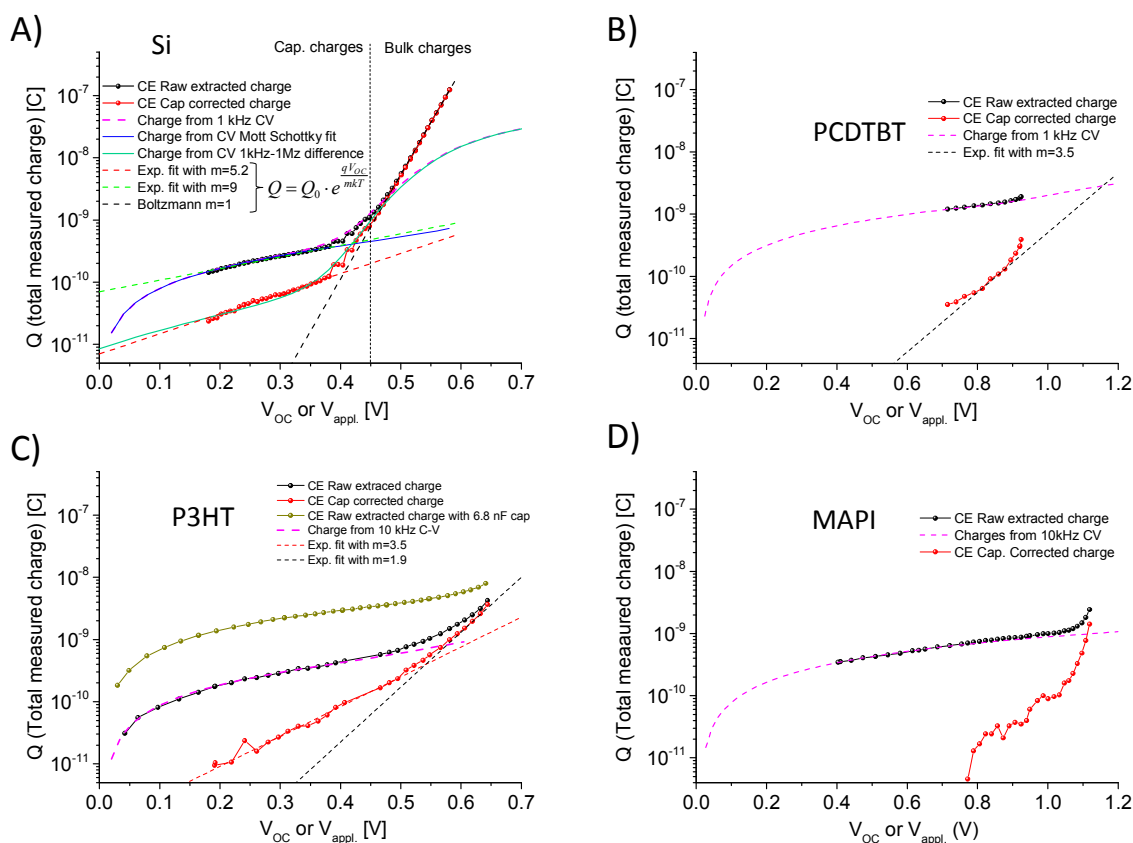 A)
Si
Cap. charges
Bulk charges
CE Raw extracted charge
CE Cap corrected charge
Charge from 1 kHz CV
Charge from CV Mott Schottky fit
Charge from CV 1kHz-1Mz difference
Exp. fit with m=5.2
Exp. fit with m=9
Boltzmann m=1
Q = Q₀ · e^(qV_OC / mkT)
Q (total measured charge) [C]
10⁻⁷
10⁻⁸
10⁻⁹
10⁻¹⁰
10⁻¹¹
0.0 0.1 0.2 0.3 0.4 0.5 0.6 0.7
V_OC or V_appl. [V]
B)
PCDTBT
CE Raw extracted charge
CE Cap corrected charge
Charge from 1 kHz CV
Exp. fit with m=3.5
Q (total measured charge) [C]
10⁻⁷
10⁻⁸
10⁻⁹
10⁻¹⁰
10⁻¹¹
0.0 0.2 0.4 0.6 0.8 1.0 1.2
V_OC or V_appl. [V]
C)
P3HT
CE Raw extraced charge
CE Cap corrected charge
CE Raw extracted charge with 6.8 nF cap
Charge from 10 kHz C-V
Exp. fit with m=3.5
Exp. fit with m=1.9
Q (Total measured charge) [C]
10⁻⁷
10⁻⁸
10⁻⁹
10⁻¹⁰
10⁻¹¹
0.0 0.1 0.2 0.3 0.4 0.5 0.6 0.7
V_OC or V_appl. [V]
D)
MAPI
CE Raw extracted charge
Charges from 10kHz CV
CE Cap. Corrected charge
Q (Total measured charge) [C]
10⁻⁷
10⁻⁸
10⁻⁹
10⁻¹⁰
10⁻¹¹
0.0 0.2 0.4 0.6 0.8 1.0 1.2
V_OC or V_appl. (V)